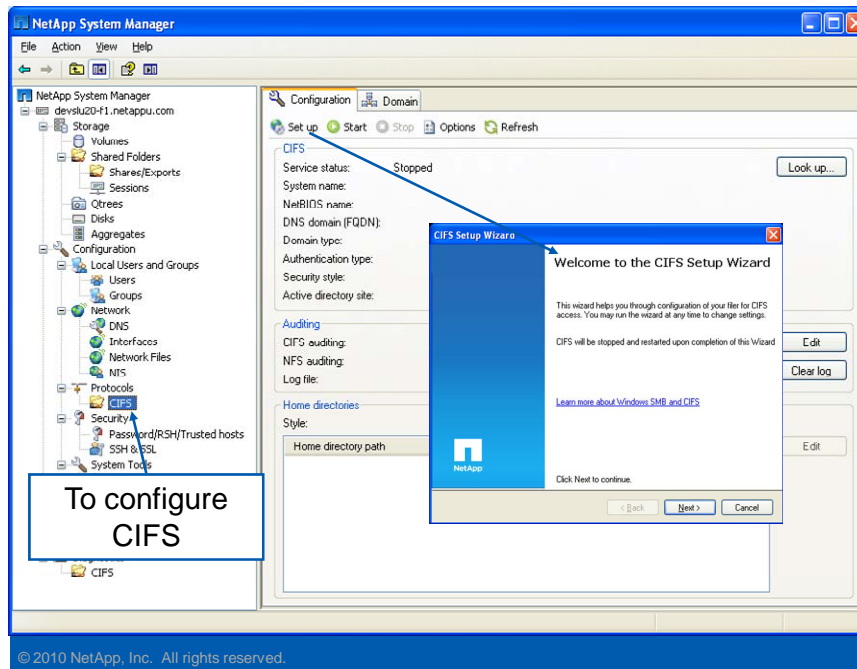 NetApp System Manager
File Action View Help
NetApp System Manager
devslu20-f1.netappu.com
Storage
Volumes
Shared Folders
Shares/Exports
Sessions
Qtrees
Disks
Aggregates
Configuration
Local Users and Groups
Users
Groups
Network
DNS
Interfaces
Network Files
NIS
Protocols
CIFS
Security
Password/RSH/Trusted hosts
SSH & SSL
System Tools
CIFS
To configure
CIFS
Configuration Domain
Set up Start Stop Options Refresh
CIFS
Service status: Stopped Look up...
System name:
NetBIOS name:
DNS domain (FQDN):
Domain type:
Authentication type:
Security style:
Active directory site:
Auditing
CIFS auditing: Edit
NFS auditing:
Log file: Clear log
Home directories
Style:
Home directory path Edit
CIFS Setup Wizard
Welcome to the CIFS Setup Wizard
This wizard helps you through configuration of your filer for CIFS
access. You may run the wizard at any time to change settings.
CIFS will be stopped and restarted upon completion of this Wizard
Learn more about Windows SMB and CIFS
NetApp
Click Next to continue.
< Back Next > Cancel
© 2010 NetApp, Inc. All rights reserved.